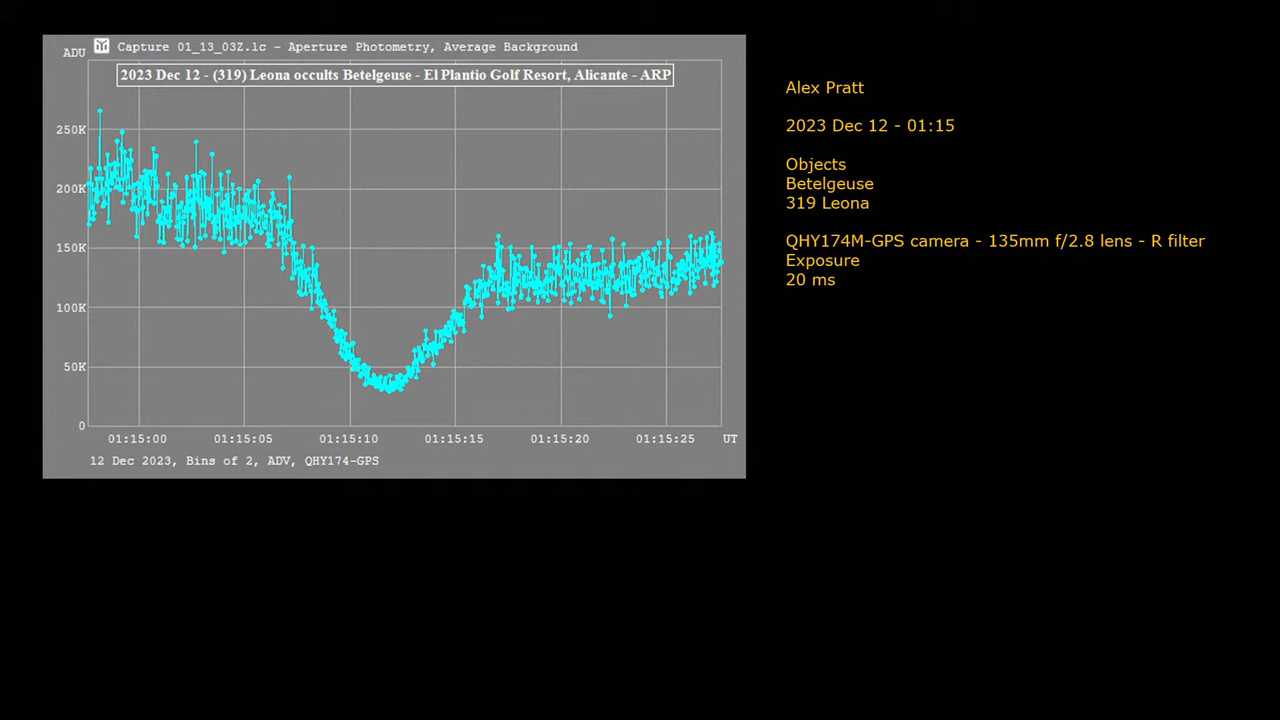 ADU Capture 01_13_03Z.lc - Aperture Photometry, Average Background
2023 Dec 12 - (319) Leona occults Betelgeuse - El Plantio Golf Resort, Alicante - ARP
250K
200K
150K
100K
50K
0
01:15:00 01:15:05 01:15:10 01:15:15 01:15:20 01:15:25 UT
12 Dec 2023, Bins of 2, ADV, QHY174-GPS
Alex Pratt
2023 Dec 12 - 01:15
Objects
Betelgeuse
319 Leona
QHY174M-GPS camera - 135mm f/2.8 lens - R filter
Exposure
20 ms